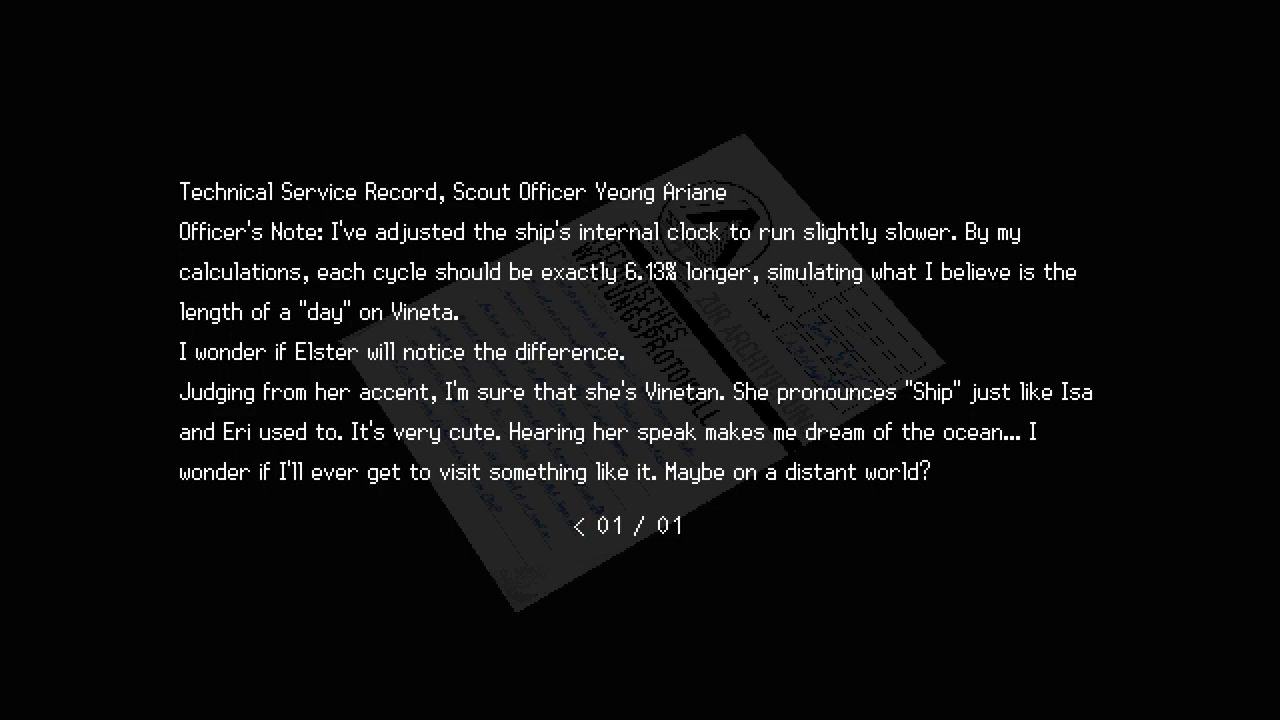 Technical Service Record, Scout Officer Yeong Ariane
Officer's Note: I've adjusted the ship's internal clock to run slightly slower. By my
calculations, each cycle should be exactly 6.13% longer, simulating what I believe is the
length of a "day" on Vineta.
I wonder if Elster will notice the difference.
Judging from her accent, I'm sure that she's Vinetan. She pronounces "Ship" just like Isa
and Eri used to. It's very cute. Hearing her speak makes me dream of the ocean... I
wonder if I'll ever get to visit something like it. Maybe on a distant world?
< 01 / 01
ZUR ARCHIVIERUNG